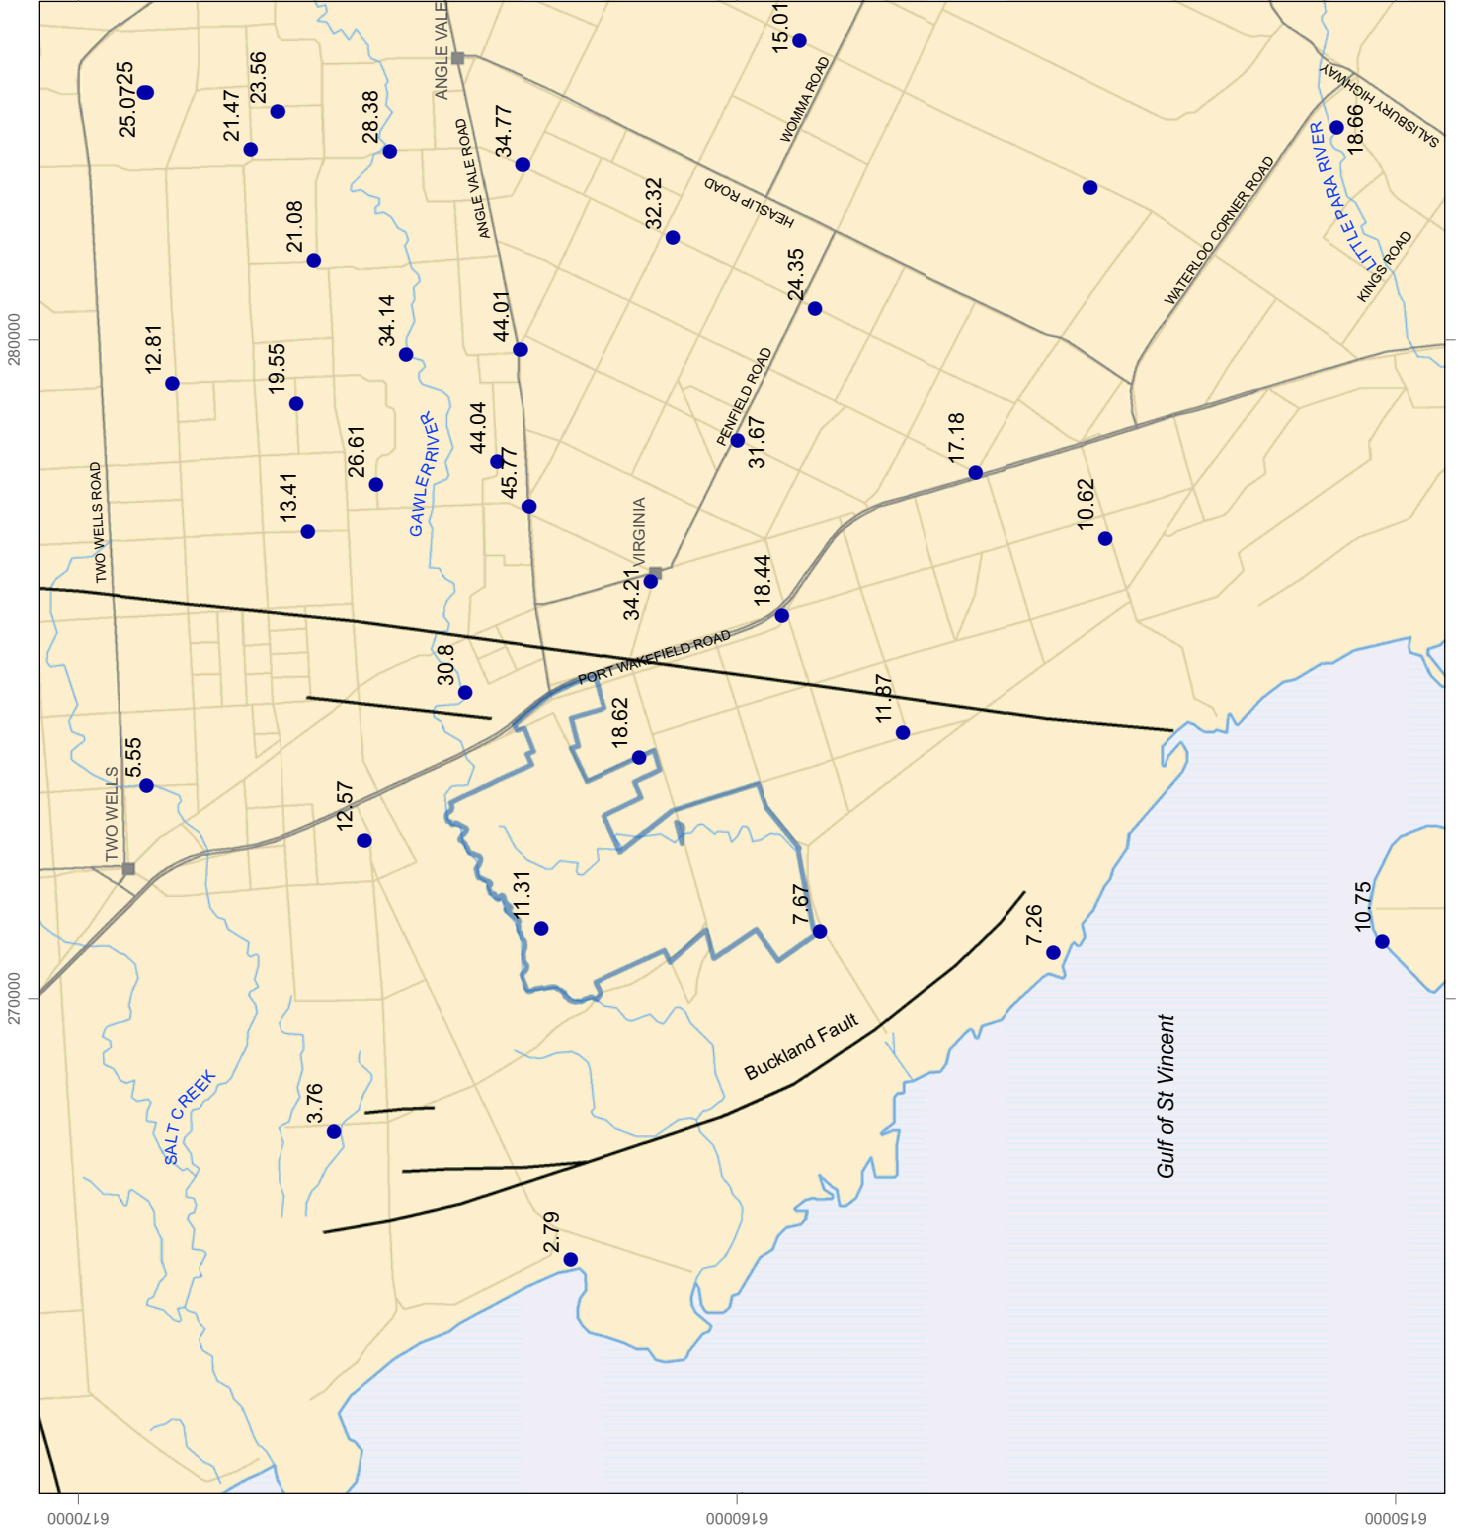 ANGLE VALE
15.01
25.0725
23.56
21.47
28.38
34.77
WOMMA ROAD
SALISBURY HIGHWAY
18.66
ANGLE VALE ROAD
32.32
HEASLIP ROAD
LITTLE PARA RIVER
WATERLOO CORNER ROAD
KINGS ROAD
21.08
24.35
280000
12.81
34.14
44.01
19.55
PENFIELD ROAD
44.04
31.67
17.18
26.61
GAWLER RIVER
45.77
TWO WELLS ROAD
13.41
10.62
VIRGINIA
34.21
18.44
30.8
PORT WAKEFIELD ROAD
11.87
18.62
5.55
TWO WELLS
12.57
11.31
7.67
7.26
10.75
270000
Buckland Fault
Gulf of St Vincent
SALT CREEK
3.76
2.79
6170000
6160000
6150000